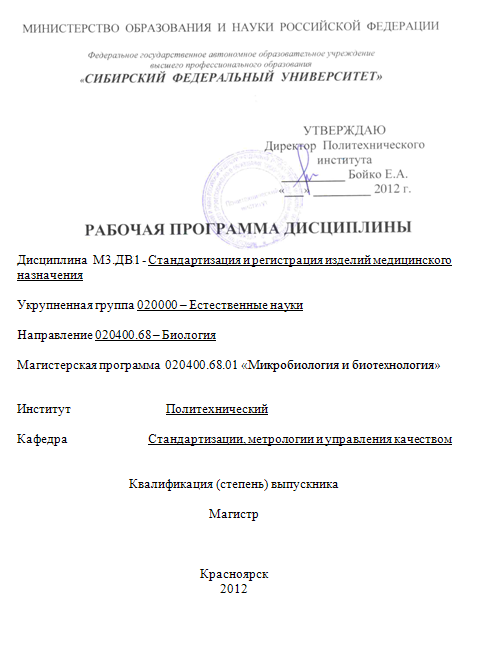 МИНИСТЕРСТВО ОБРАЗОВАНИЯ И НАУКИ РОССИЙСКОЙ ФЕДЕРАЦИИ
Федеральное государственное автономное образовательное учреждение
высшего профессионального образования
«СИБИРСКИЙ ФЕДЕРАЛЬНЫЙ УНИВЕРСИТЕТ»
УТВЕРЖДАЮ
Директор Политехнического
института
__________ Бойко Е.А.
«___» _________ 2012 г.
РАБОЧАЯ ПРОГРАММА ДИСЦИПЛИНЫ
Дисциплина М3.ДВ1 - Стандартизация и регистрация изделий медицинского
назначения
Укрупненная группа 020000 – Естественные науки
Направление 020400.68 – Биология
Магистерская программа 020400.68.01 «Микробиология и биотехнология»
Институт Политехнический
Кафедра Стандартизации, метрологии и управления качеством
Квалификация (степень) выпускника
Магистр
Красноярск
2012